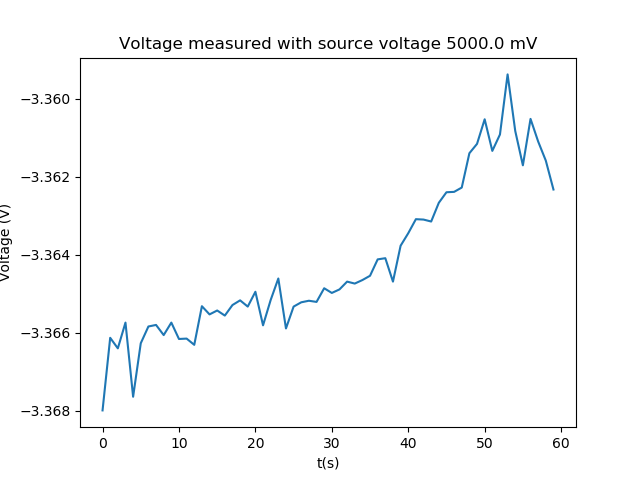 Voltage measured with source voltage 5000.0 mV
−3.360
−3.362
−3.364
−3.366
−3.368
Voltage (V)
0 10 20 30 40 50 60
t(s)